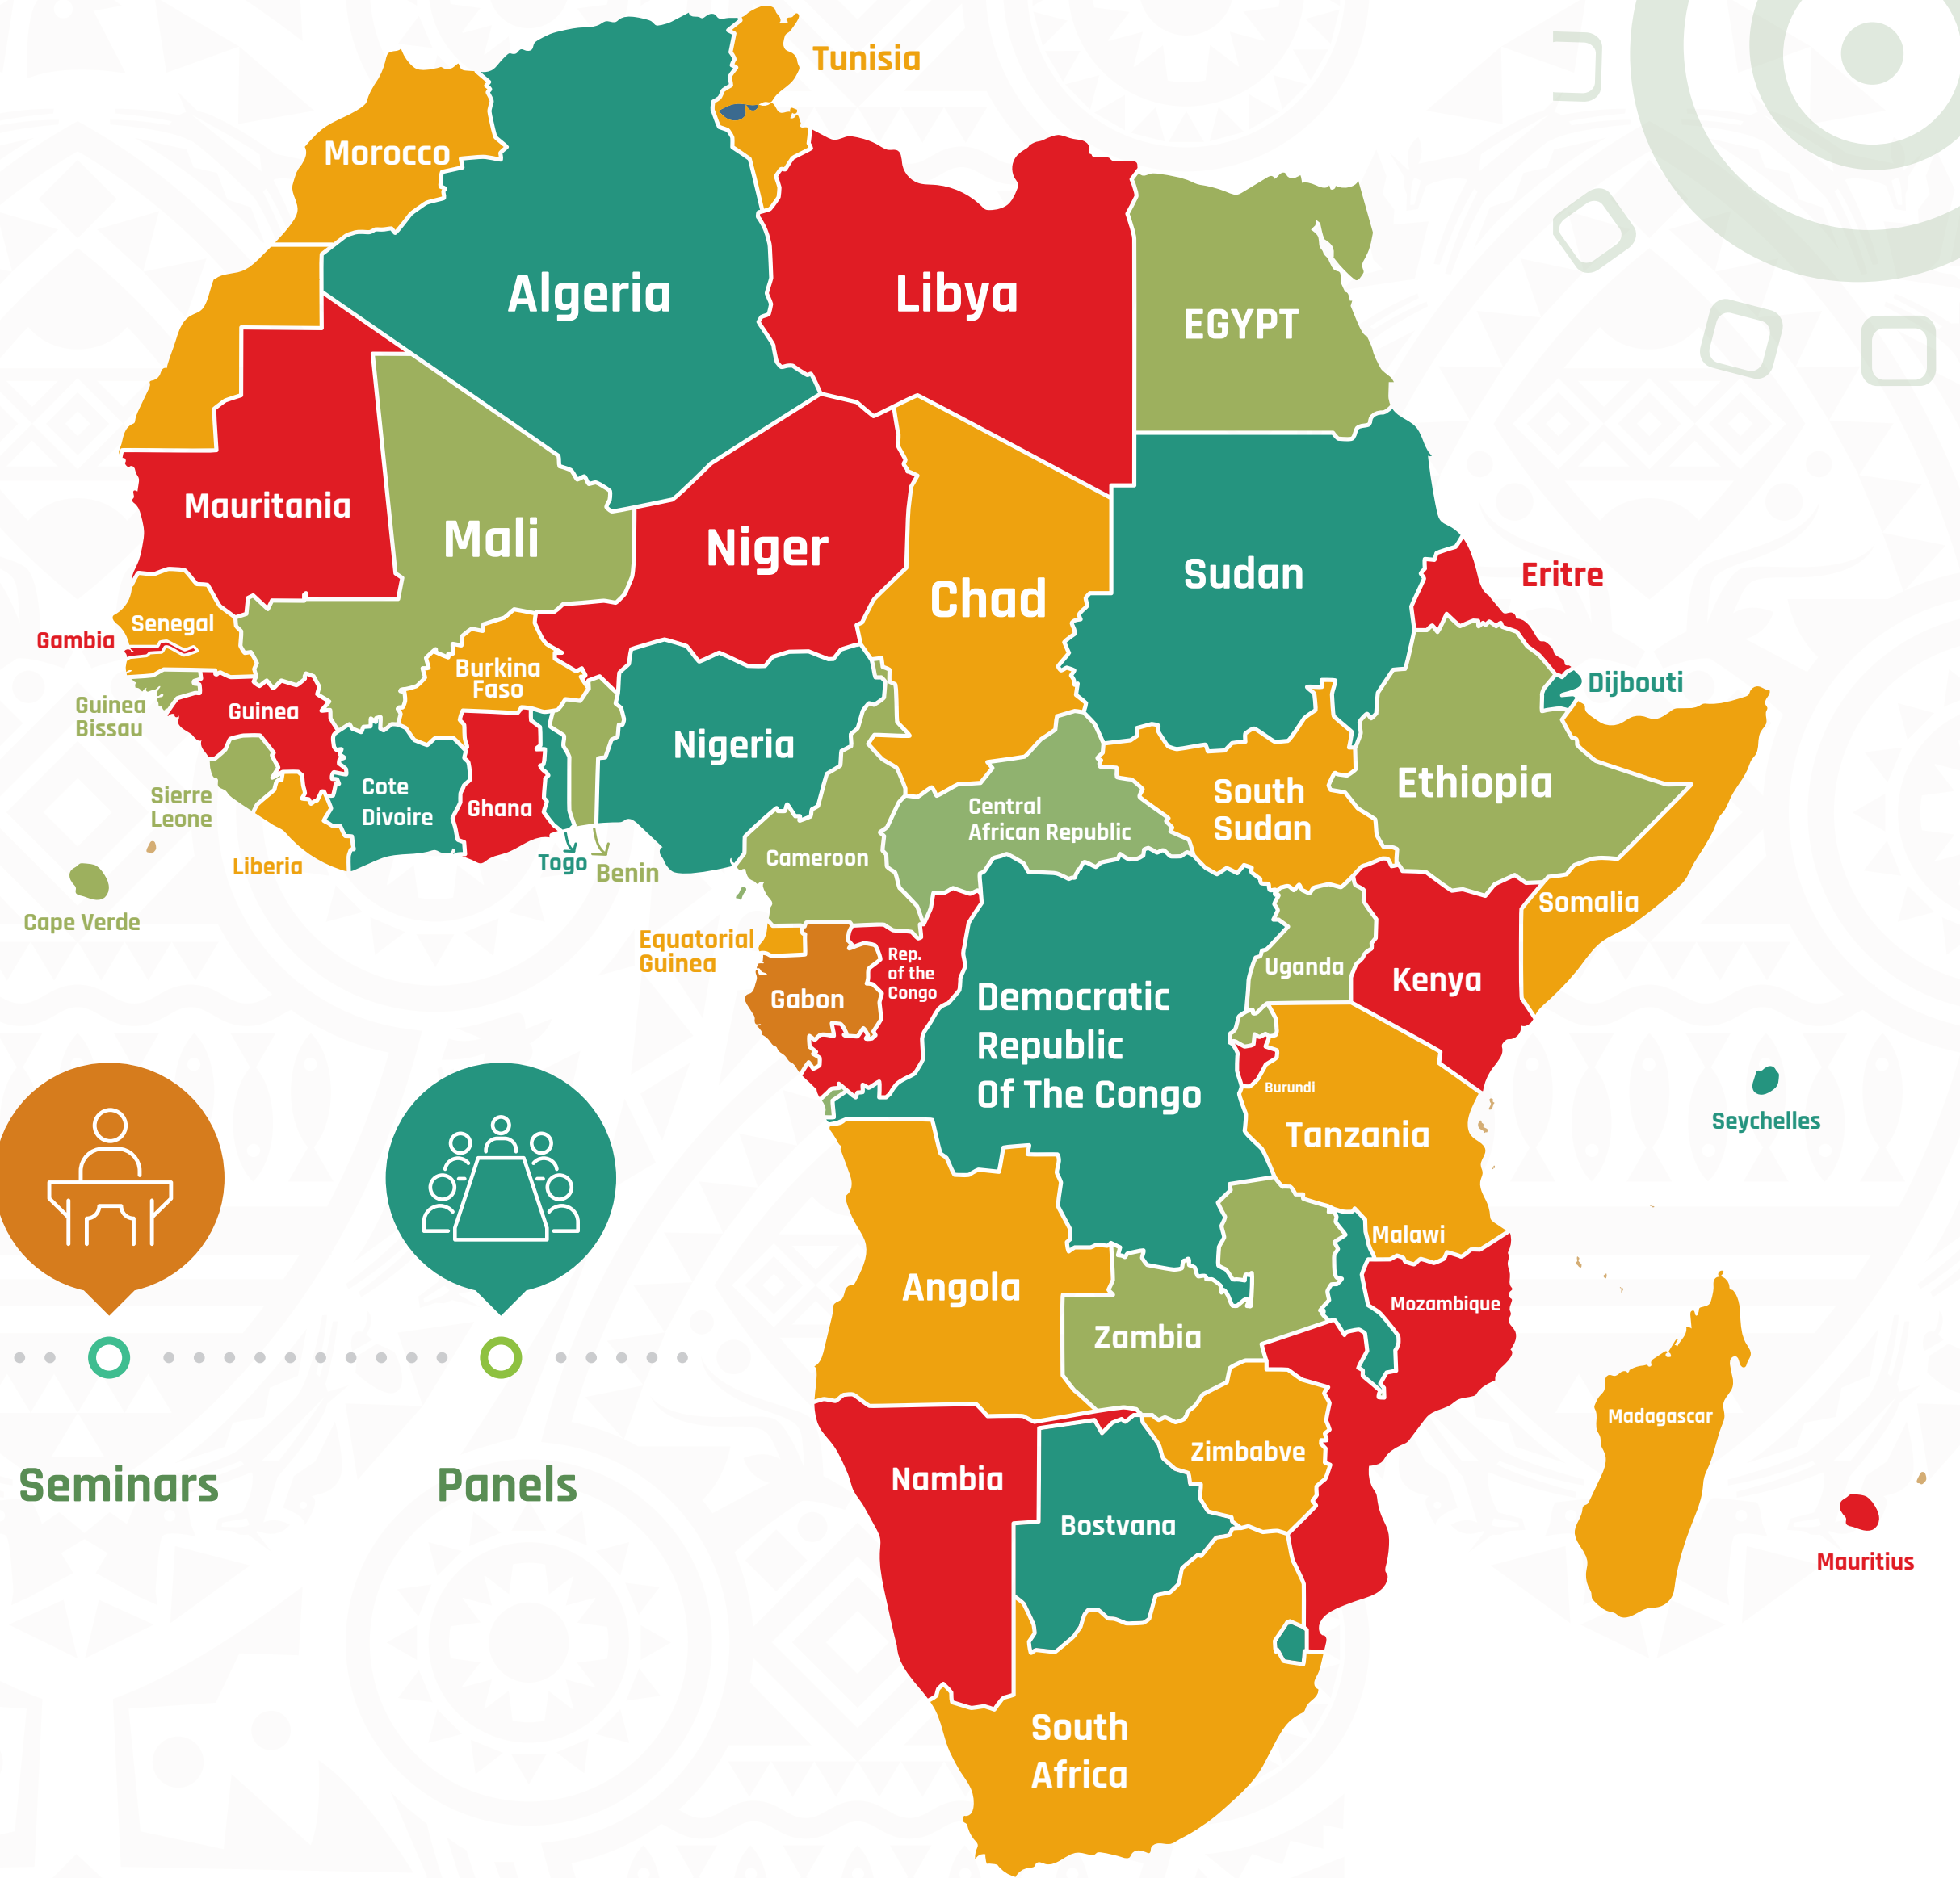 Tunisia
Morocco
Algeria
Libya
EGYPT
Mauritania
Mali
Niger
Chad
Sudan
Eritre
Senegal
Gambia
Burkina
Faso
Dijbouti
Guinea
Bissau
Guinea
Nigeria
Ethiopia
Sierre
Leone
Cote
Divoire
Ghana
Central
African Republic
South
Sudan
Liberia
Togo
Benin
Cameroon
Cape Verde
Somalia
Equatorial
Guinea
Gabon
Rep.
of the
Congo
Uganda
Kenya
Democratic
Republic
Of The Congo
Burundi
Tanzania
Seychelles
Malawi
Angola
Zambia
Mozambique
Madagascar
Zimbabve
Nambia
Bostvana
Mauritius
Seminars
Panels
South
Africa